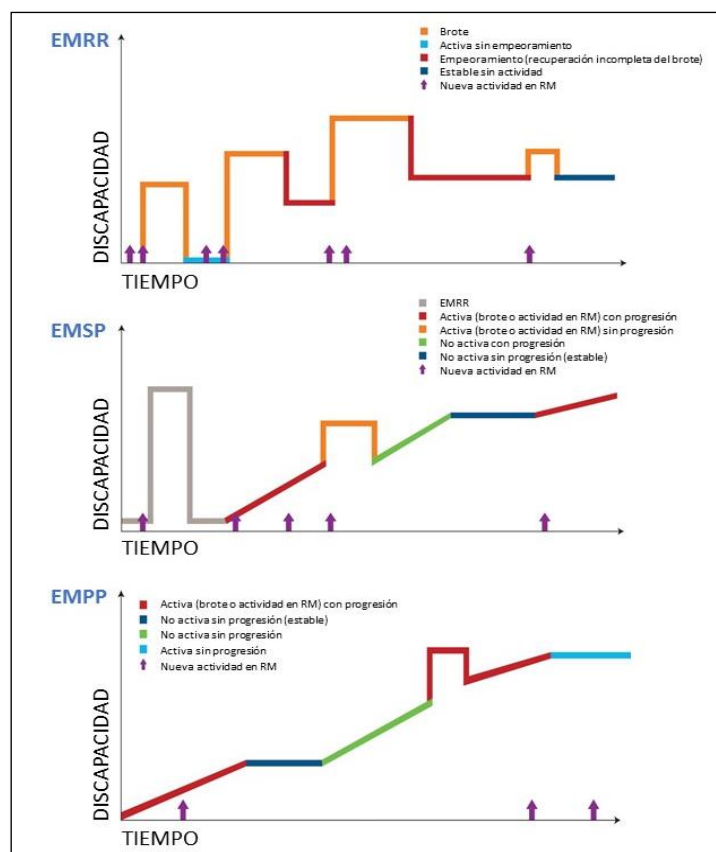 EMRR
Brote
Activa sin empeoramiento
Empeoramiento (recuperación incompleta del brote)
Estable sin actividad
Nueva actividad en RM
DISCAPACIDAD
TIEMPO
EMSP
EMRR
Activa (brote o actividad en RM) con progresión
Activa (brote o actividad en RM) sin progresión
No activa con progresión
No activa sin progresión (estable)
Nueva actividad en RM
DISCAPACIDAD
TIEMPO
EMPP
Activa (brote o actividad en RM) con progresión
No activa sin progresión (estable)
No activa sin progresión
Activa sin progresión
Nueva actividad en RM
DISCAPACIDAD
TIEMPO